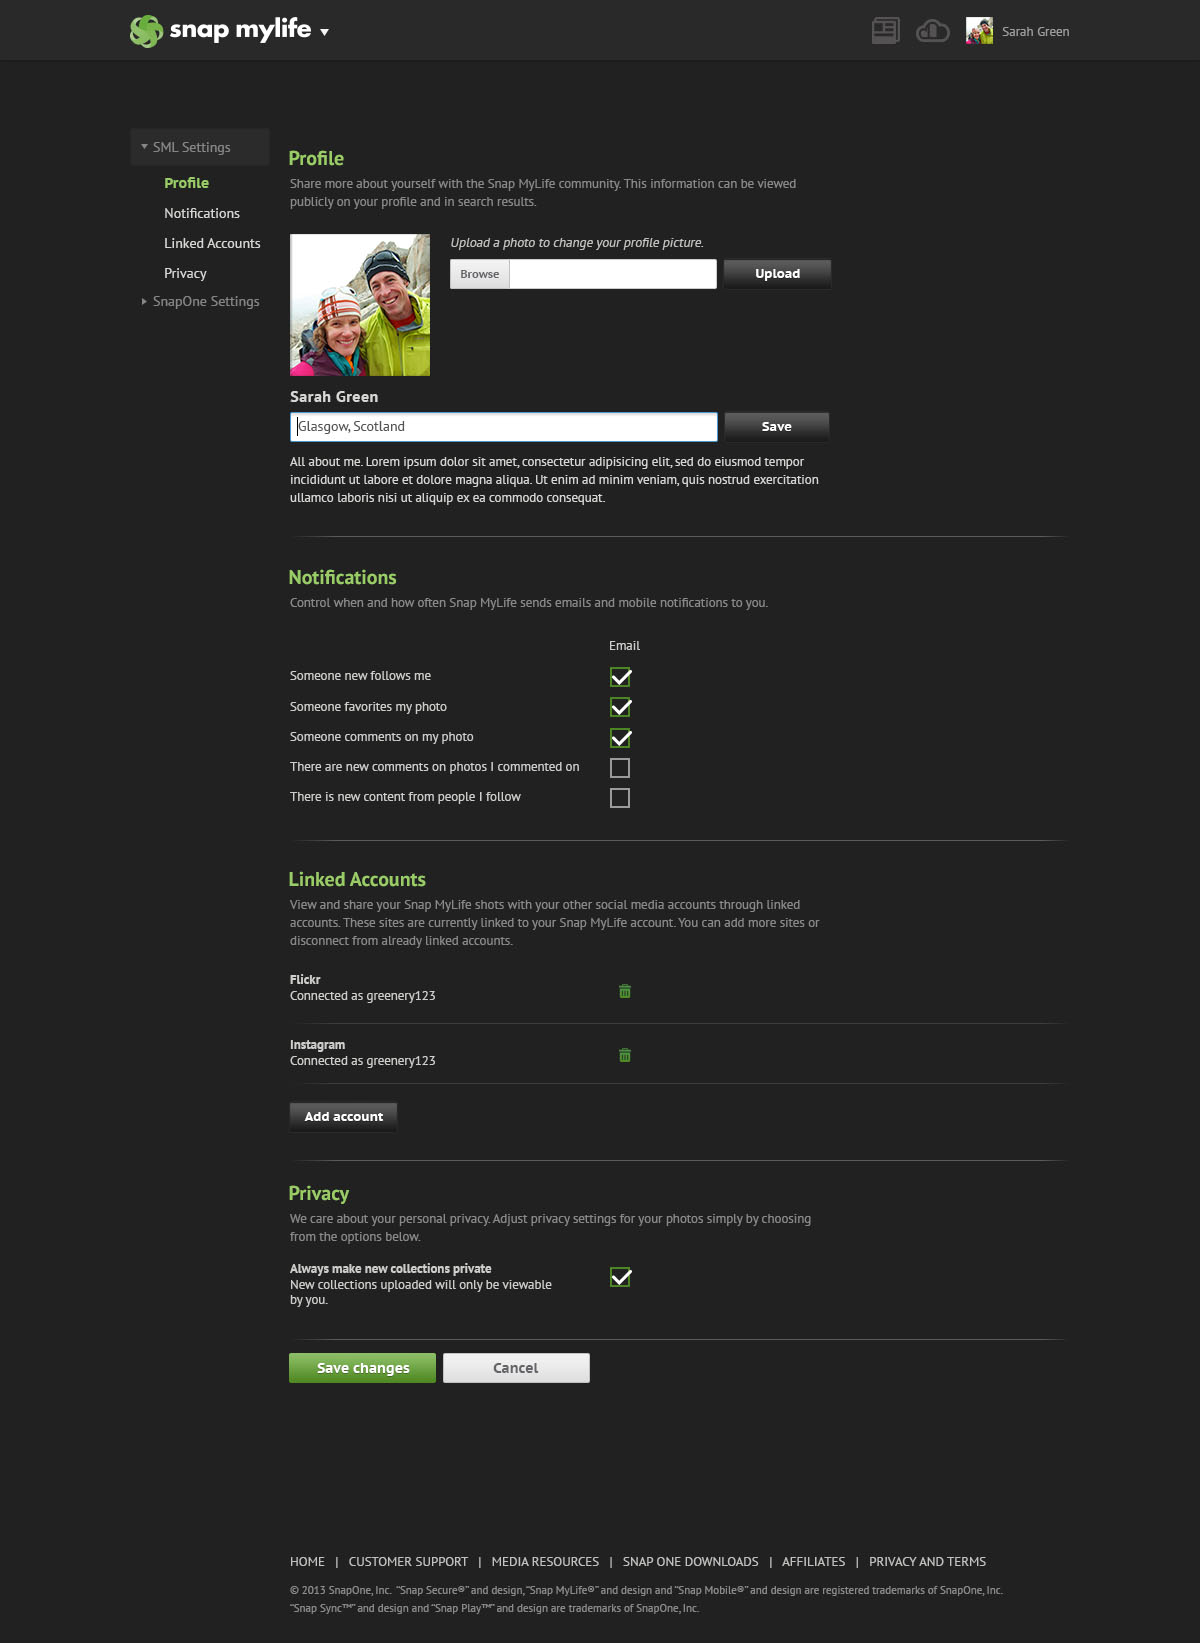 snap mylife
Sarah Green
SML Settings
Profile
Notifications
Linked Accounts
Privacy
SnapOne Settings
Profile
Share more about yourself with the Snap MyLife community. This information can be viewed
publicly on your profile and in search results.
Upload a photo to change your profile picture.
Browse
Upload
Sarah Green
Glasgow, Scotland
Save
All about me. Lorem ipsum dolor sit amet, consectetur adipisicing elit, sed do eiusmod tempor
incididunt ut labore et dolore magna aliqua. Ut enim ad minim veniam, quis nostrud exercitation
ullamco laboris nisi ut aliquip ex ea commodo consequat.
Notifications
Control when and how often Snap MyLife sends emails and mobile notifications to you.
Email
Someone new follows me
Someone favorites my photo
Someone comments on my photo
There are new comments on photos I commented on
There is new content from people I follow
Linked Accounts
View and share your Snap MyLife shots with your other social media accounts through linked
accounts. These sites are currently linked to your Snap MyLife account. You can add more sites or
disconnect from already linked accounts.
Flickr
Connected as greenery123
Instagram
Connected as greenery123
Add account
Privacy
We care about your personal privacy. Adjust privacy settings for your photos simply by choosing
from the options below.
Always make new collections private
New collections uploaded will only be viewable
by you.
Save changes
Cancel
HOME | CUSTOMER SUPPORT | MEDIA RESOURCES | SNAP ONE DOWNLOADS | AFFILIATES | PRIVACY AND TERMS
© 2013 SnapOne, Inc. "Snap Secure®" and design, "Snap MyLife®" and design and "Snap Mobile®" and design are registered trademarks of SnapOne, Inc.
"Snap Sync™" and design and "Snap Play™" and design are trademarks of SnapOne, Inc.